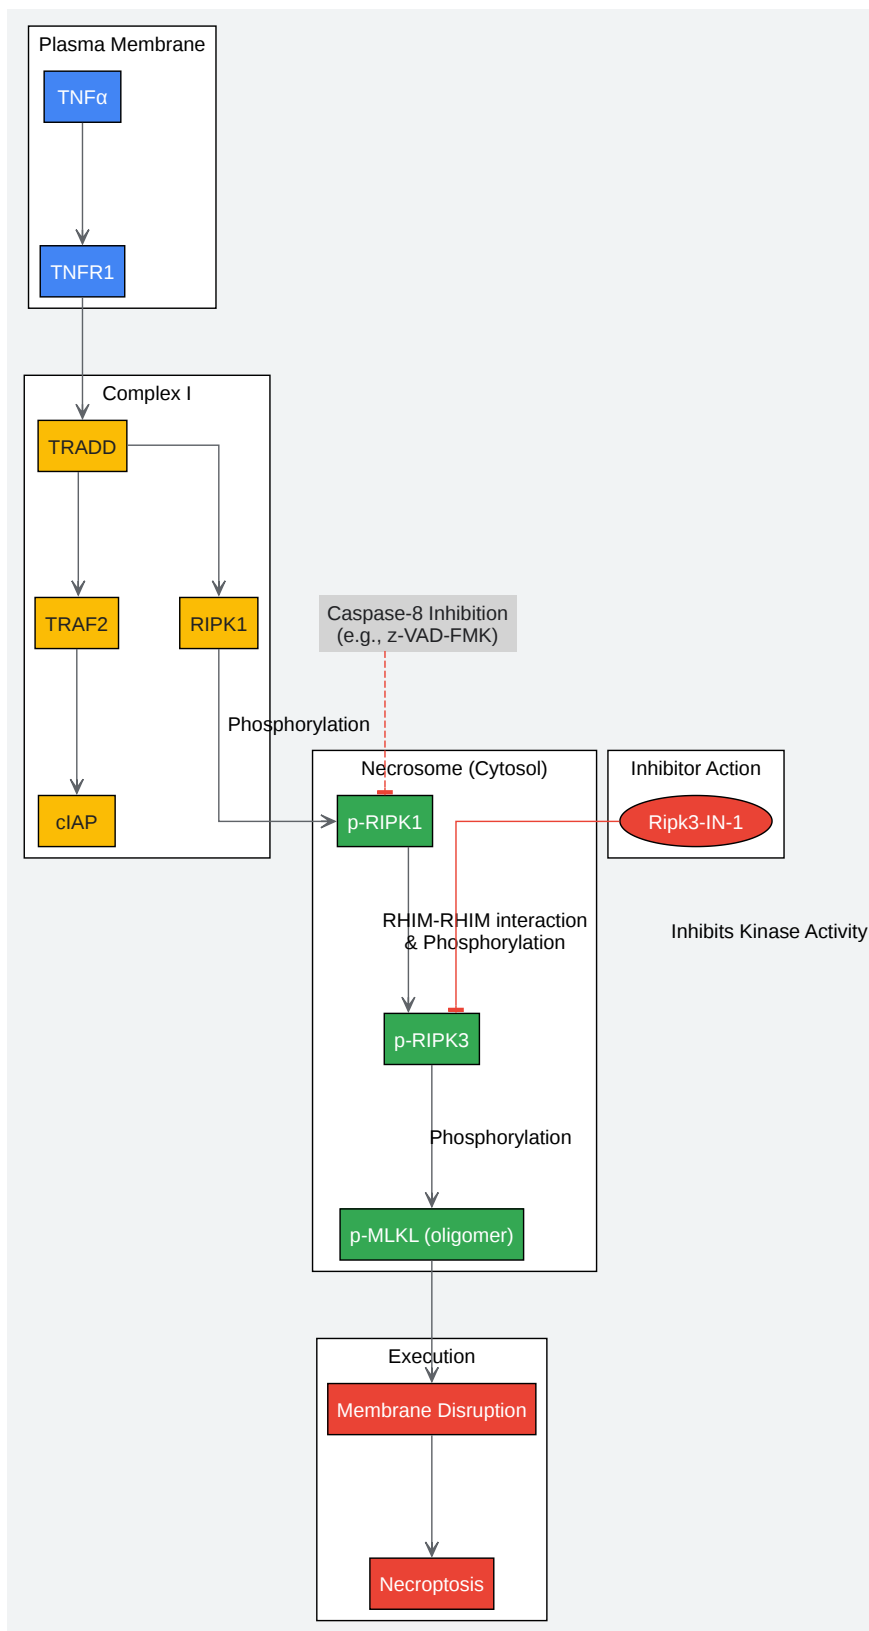 Plasma Membrane
TNFα
TNFR1
Complex I
TRADD
TRAF2
RIPK1
Caspase-8 Inhibition
(e.g., z-VAD-FMK)
Phosphorylation
Necrosome (Cytosol)
Inhibitor Action
cIAP
p-RIPK1
Ripk3-IN-1
RHIM-RHIM interaction
& Phosphorylation
Inhibits Kinase Activity
p-RIPK3
Phosphorylation
p-MLKL (oligomer)
Execution
Membrane Disruption
Necroptosis